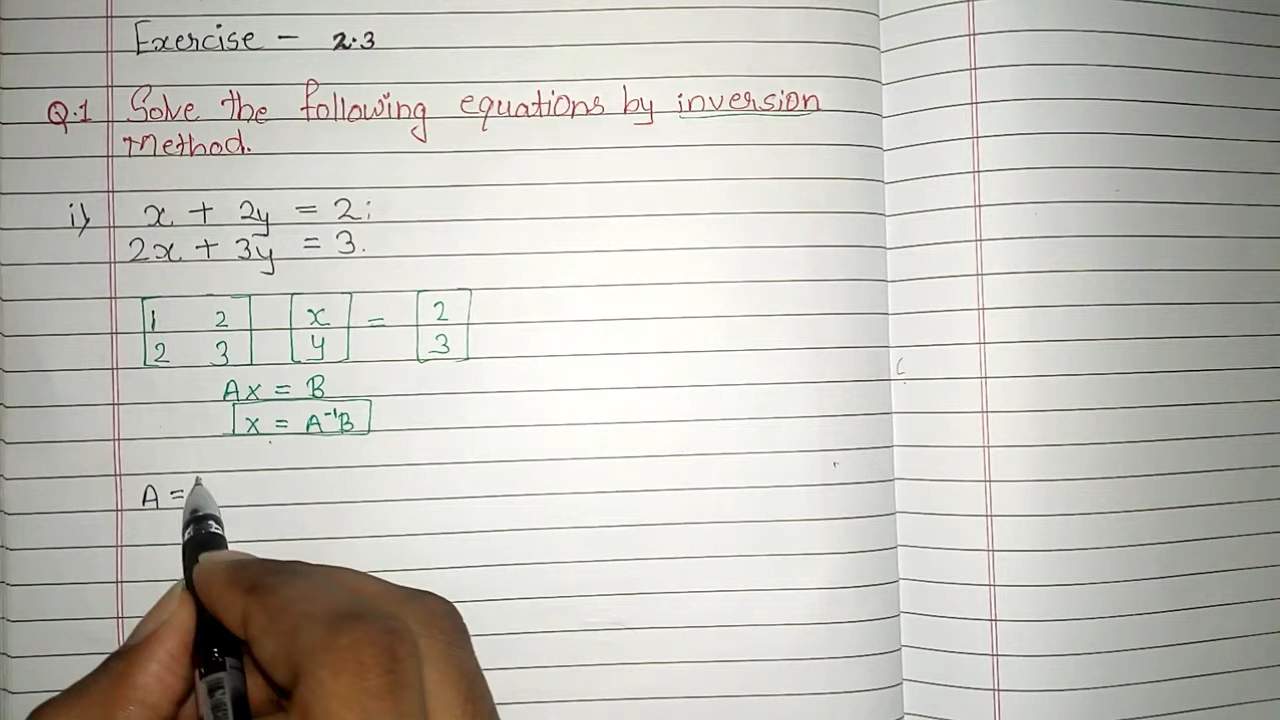 Exercise - 2.3
Q.1 Solve the following equations by inversion
Method.
i) x + 2y = 2;
2x + 3y = 3.
[1 2 [x = [2
2 3] y] 3]
Ax = B
x = A⁻¹B
A =